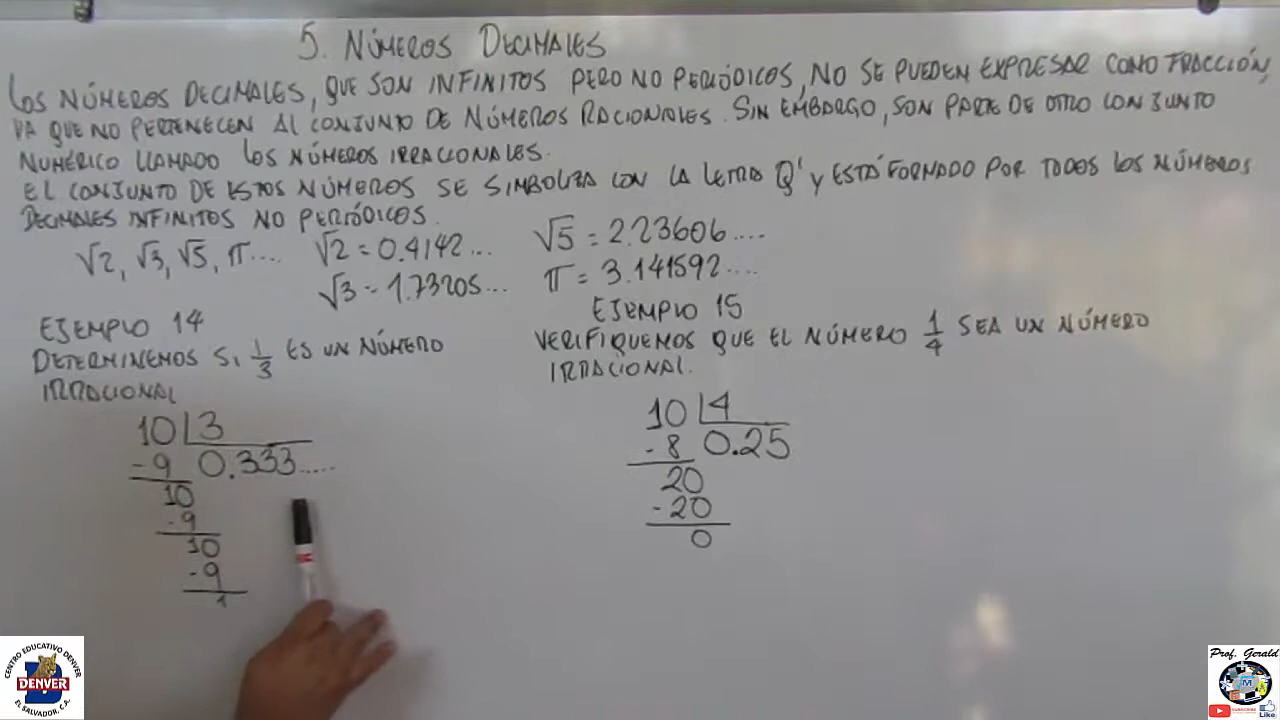 5. NÚMEROS DECIMALES
LOS NÚMEROS DECIMALES, QUE SON INFINITOS PERO NO PERIÓDICOS, NO SE PUEDEN EXPRESAR COMO FRACCIÓN,
YA QUE NO PERTENECEN AL CONJUNTO DE NÚMEROS RACIONALES. SIN EMBARGO, SON PARTE DE OTRO CONJUNTO
NUMÉRICO LLAMADO LOS NÚMEROS IRRACIONALES.
EL CONJUNTO DE ESTOS NÚMEROS SE SIMBOLIZA CON LA LETRA Q' Y ESTÁ FORMADO POR TODOS LOS NÚMEROS
DECIMALES INFINITOS NO PERIÓDICOS.
√2, √3, √5, π.... √2 = 0.4142... √5 = 2.23606....
√3 = 1.73205... π = 3.141592....
EJEMPLO 14
DETERMINEMOS SI 1/3 ES UN NÚMERO
IRRACIONAL
10 3
-9 0.333.....
10
-9
10
-9
1
EJEMPLO 15
VERIFIQUEMOS QUE EL NÚMERO 1/4 SEA UN NÚMERO
IRRACIONAL.
10 4
-8 0.25
20
-20
0
CENTRO EDUCATIVO DENVER
DENVER
EL SALVADOR, C.A.
Prof. Gerald
M
SUBSCRIBE
Like